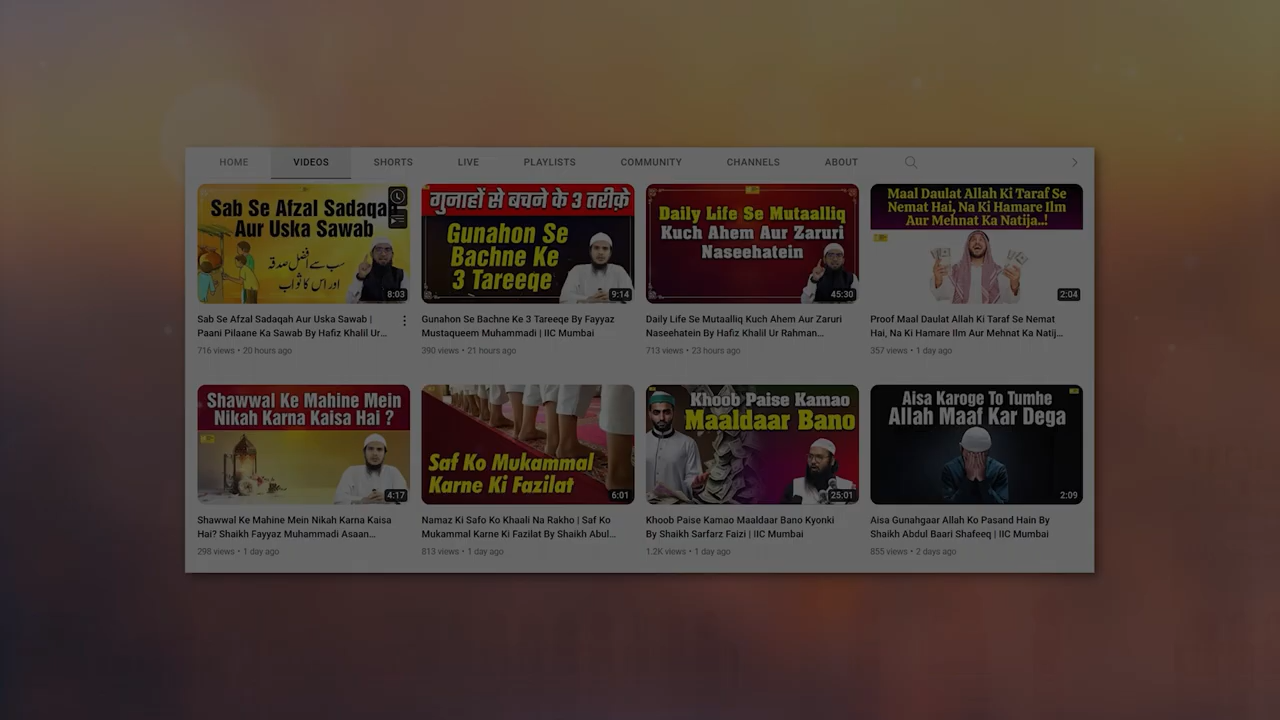 HOME VIDEOS SHORTS LIVE PLAYLISTS COMMUNITY CHANNELS ABOUT
Sab Se Afzal Sadaqah
Aur Uska Sawab
سب سے افضل صدقہ
اور اس کا ثواب
8:03
गुनाहों से बचने के 3 तरीक़े
Gunahon Se
Bachne Ke
3 Tareeqe
9:14
Daily Life Se Mutaalliq
Kuch Ahem Aur Zaruri
Naseehatein
45:30
Maal Daulat Allah Ki Taraf Se
Nemat Hai, Na Ki Hamare Ilm
Aur Mehnat Ka Natija..!
2:04
Sab Se Afzal Sadaqah Aur Uska Sawab |
Paani Pilaane Ka Sawab By Hafiz Khalil Ur...
716 views • 20 hours ago
Gunahon Se Bachne Ke 3 Tareeqe By Fayyaz
Mustaqueem Muhammadi | IIC Mumbai
390 views • 21 hours ago
Daily Life Se Mutaalliq Kuch Ahem Aur Zaruri
Naseehatein By Hafiz Khalil Ur Rahman...
713 views • 23 hours ago
Proof Maal Daulat Allah Ki Taraf Se Nemat
Hai, Na Ki Hamare Ilm Aur Mehnat Ka Natij...
357 views • 1 day ago
Shawwal Ke Mahine Mein
Nikah Karna Kaisa Hai ?
4:17
Saf Ko Mukammal
Karne Ki Fazilat
6:01
Khoob Paise Kamao
Maaldaar Bano
25:01
Aisa Karoge To Tumhe
Allah Maaf Kar Dega
2:09
Shawwal Ke Mahine Mein Nikah Karna Kaisa
Hai? Shaikh Fayyaz Muhammadi Asaan...
298 views • 1 day ago
Namaz Ki Safo Ko Khaali Na Rakho | Saf Ko
Mukammal Karne Ki Fazilat By Shaikh Abul...
813 views • 1 day ago
Khoob Paise Kamao Maaldaar Bano Kyonki
By Shaikh Sarfarz Faizi | IIC Mumbai
1.2K views • 1 day ago
Aisa Gunahgaar Allah Ko Pasand Hain By
Shaikh Abdul Baari Shafeeq | IIC Mumbai
855 views • 2 days ago